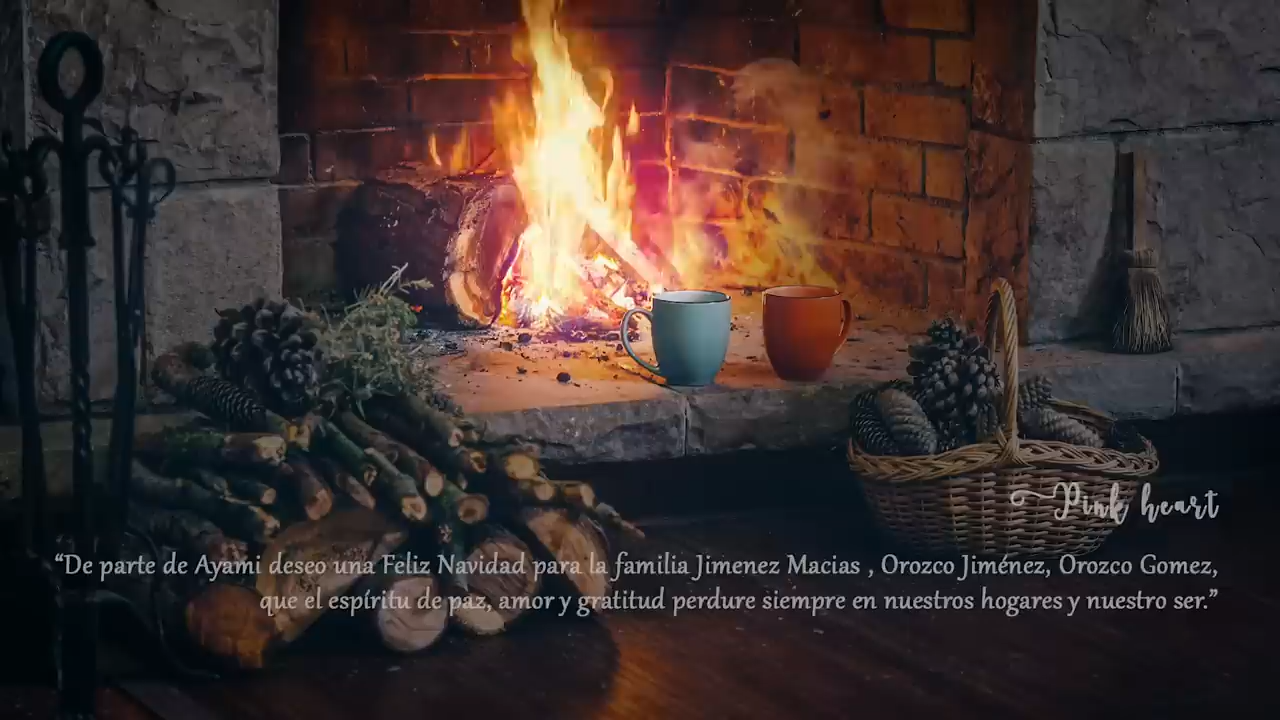 Pink heart
“De parte de Ayami deseo una Feliz Navidad para la familia Jimenez Macias , Orozco Jiménez, Orozco Gomez,
que el espíritu de paz, amor y gratitud perdure siempre en nuestros hogares y nuestro ser.”